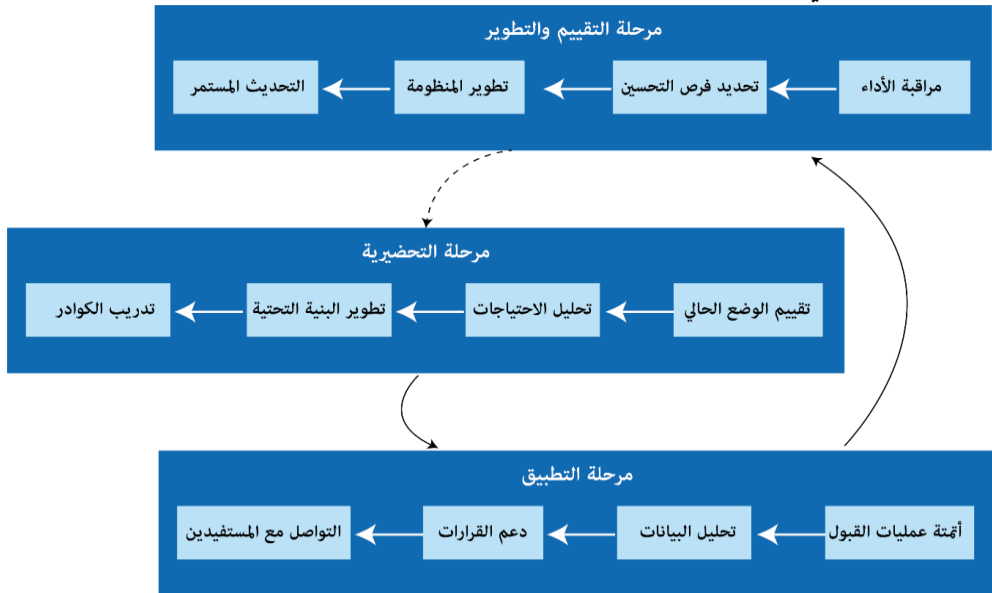 مرحلة التقييم والتطوير
مراقبة الأداء
تحديد فرص التحسين
تطوير المنظومة
التحديث المستمر
مرحلة التحضيرية
تقييم الوضع الحالي
تحليل الاحتياجات
تطوير البنية التحتية
تدريب الكوادر
مرحلة التطبيق
أتمتة عمليات القبول
تحليل البيانات
دعم القرارات
التواصل مع المستفيدين